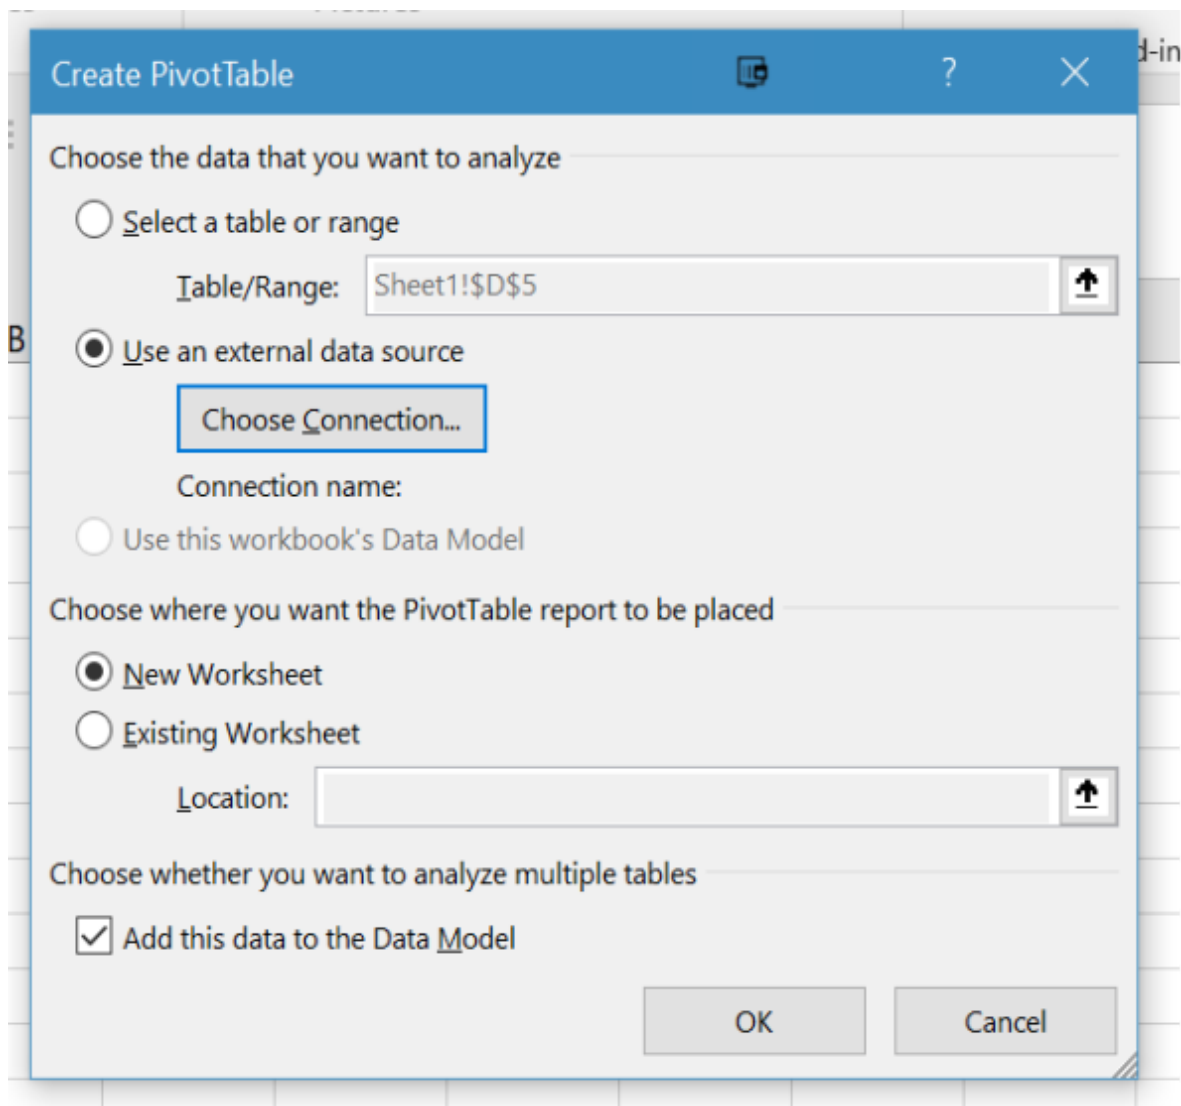 Create PivotTable
?
d-in
Choose the data that you want to analyze
Select a table or range
Table/Range: Sheet1!$D$5
B
Use an external data source
Choose Connection...
Connection name:
Use this workbook's Data Model
Choose where you want the PivotTable report to be placed
New Worksheet
Existing Worksheet
Location:
Choose whether you want to analyze multiple tables
Add this data to the Data Model
OK Cancel